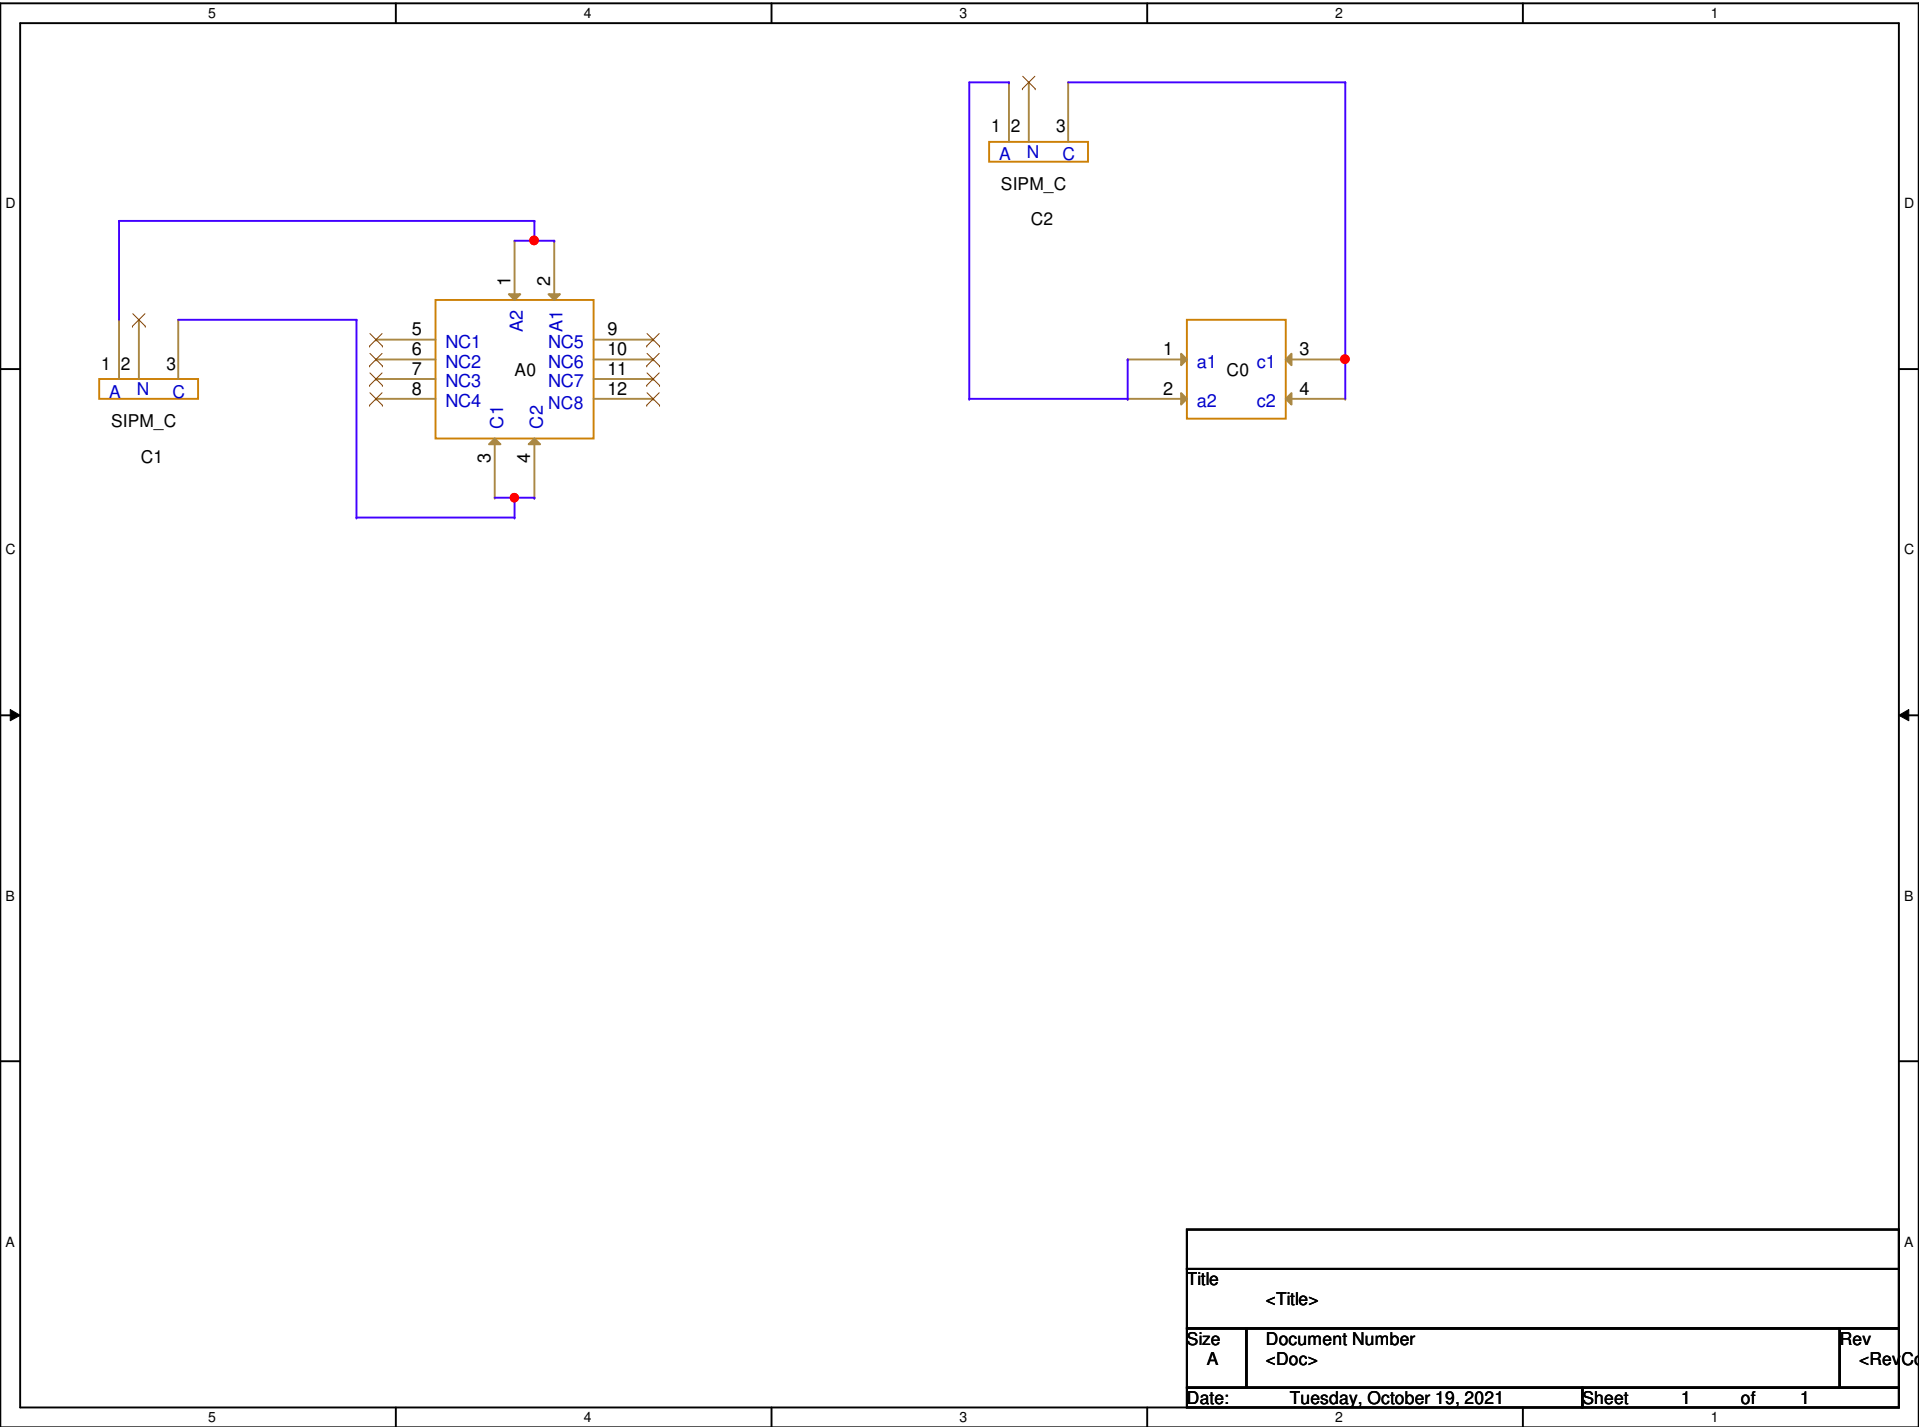 5 4 3 2 1
1 2 3
A N C
SIPM_C
C2
D D
1 2
A2 A1
5 NC1 NC5 9
6 NC2 NC6 10
7 NC3 A0 NC7 11
8 NC4 NC8 12
C1 C2
3 4
1 2 3
A N C
SIPM_C
C1
1 a1 C0 c1 3
2 a2 c2 4
C C
B B
A A
Title
<Title>
Size Document Number Rev
A <Doc> <RevCo
Date: Tuesday, October 19, 2021 Sheet 1 of 1
5 4 3 2 1